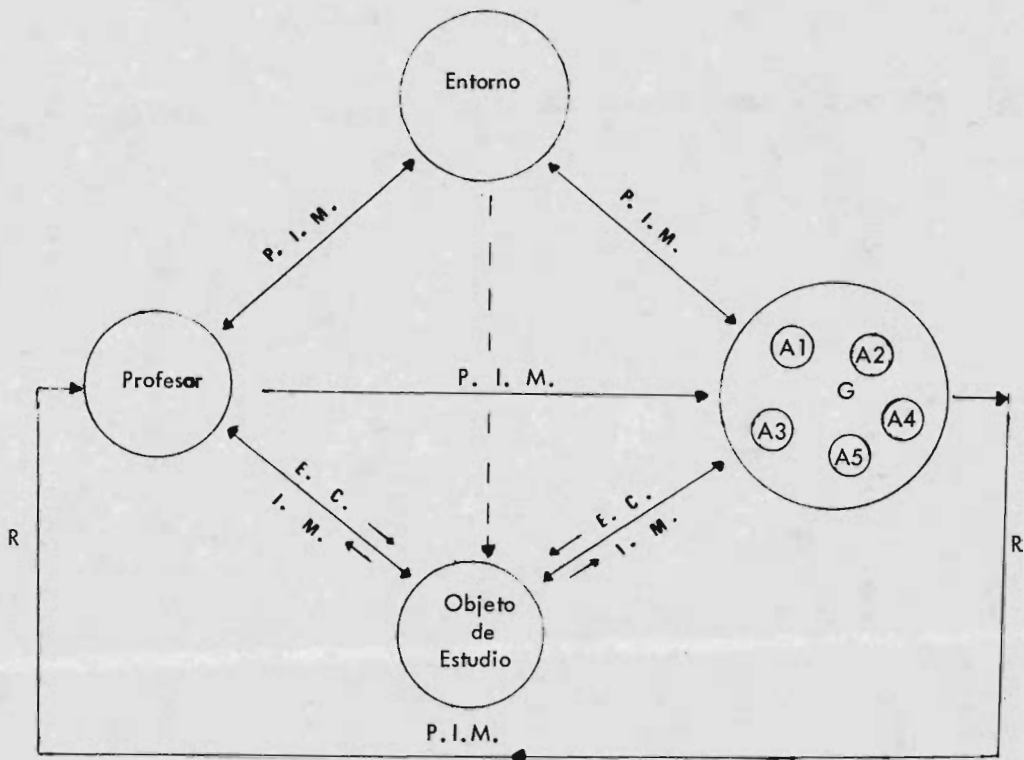 Entorno
P. I. M.
P. I. M.
A1
A2
G
Profesor
P. I. M.
A3
A4
A5
E. C.
I. M.
E. C.
I. M.
R
R
Objeto
de
Estudio
P.I.M.